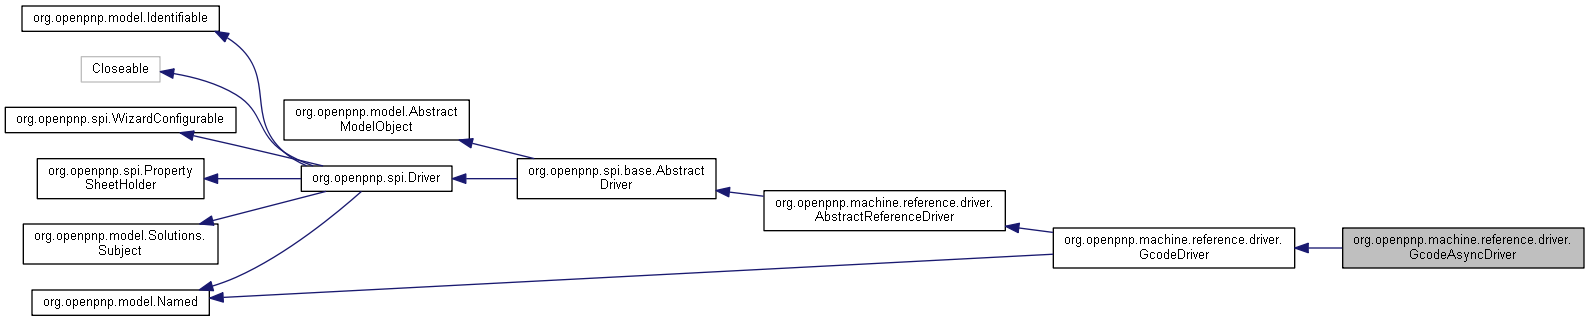 org.openpnp.model.Identifiable
Closeable
org.openpnp.spi.WizardConfigurable
org.openpnp.spi.Property
SheetHolder
org.openpnp.model.Solutions.
Subject
org.openpnp.model.Named
org.openpnp.model.Abstract
ModelObject
org.openpnp.spi.Driver
org.openpnp.spi.base.Abstract
Driver
org.openpnp.machine.reference.driver.
AbstractReferenceDriver
org.openpnp.machine.reference.driver.
GcodeDriver
org.openpnp.machine.reference.driver.
GcodeAsyncDriver